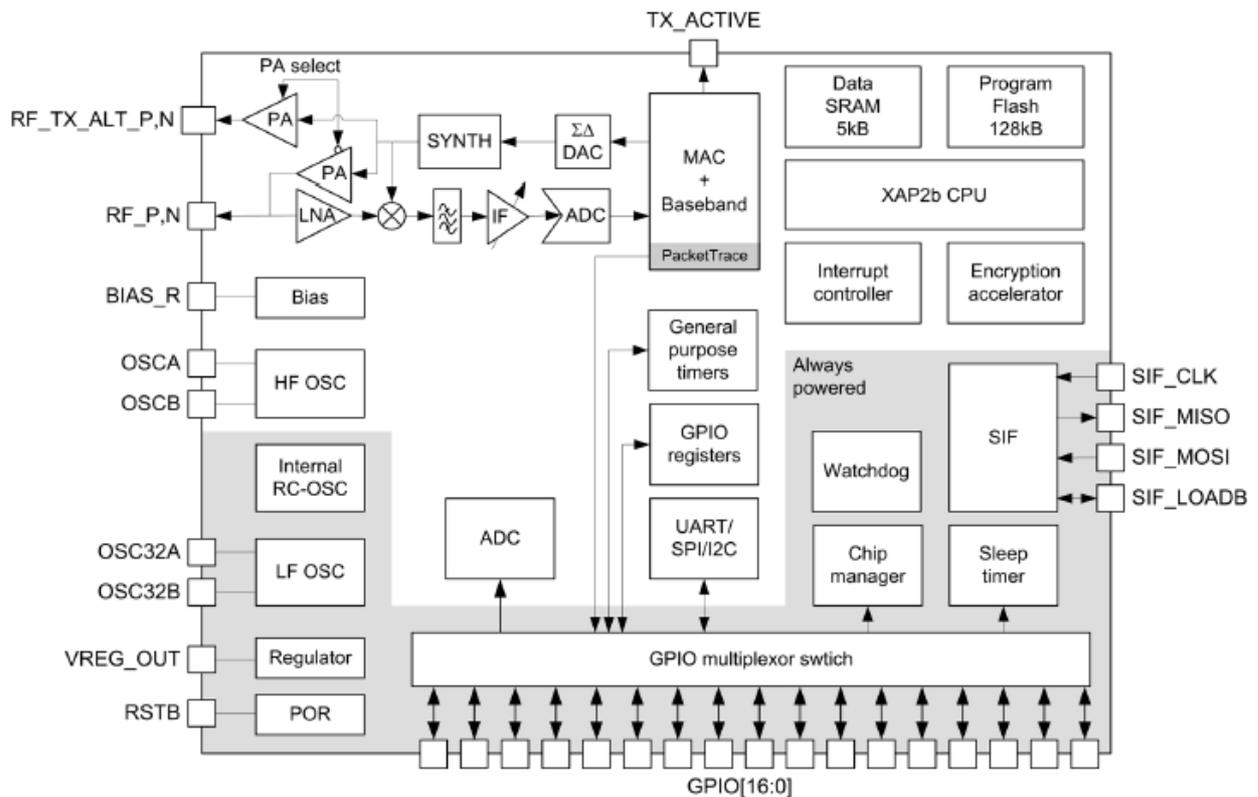 TX_ACTIVE
PA select
RF_TX_ALT_P,N
PA
SYNTH
ΣΔ
DAC
MAC
+
Baseband
PacketTrace
Data
SRAM
5kB
Program
Flash
128kB
PA
XAP2b CPU
RF_P,N
LNA
IF
ADC
Interrupt
controller
Encryption
accelerator
BIAS_R
Bias
General
purpose
timers
OSCA
OSCB
HF OSC
Always
powered
SIF
SIF_CLK
SIF_MISO
SIF_MOSI
SIF_LOADB
GPIO
registers
Watchdog
Internal
RC-OSC
ADC
UART/
SPI/I2C
Chip
manager
Sleep
timer
OSC32A
OSC32B
LF OSC
VREG_OUT
Regulator
GPIO multiplexor swtich
RSTB
POR
GPIO[16:0]